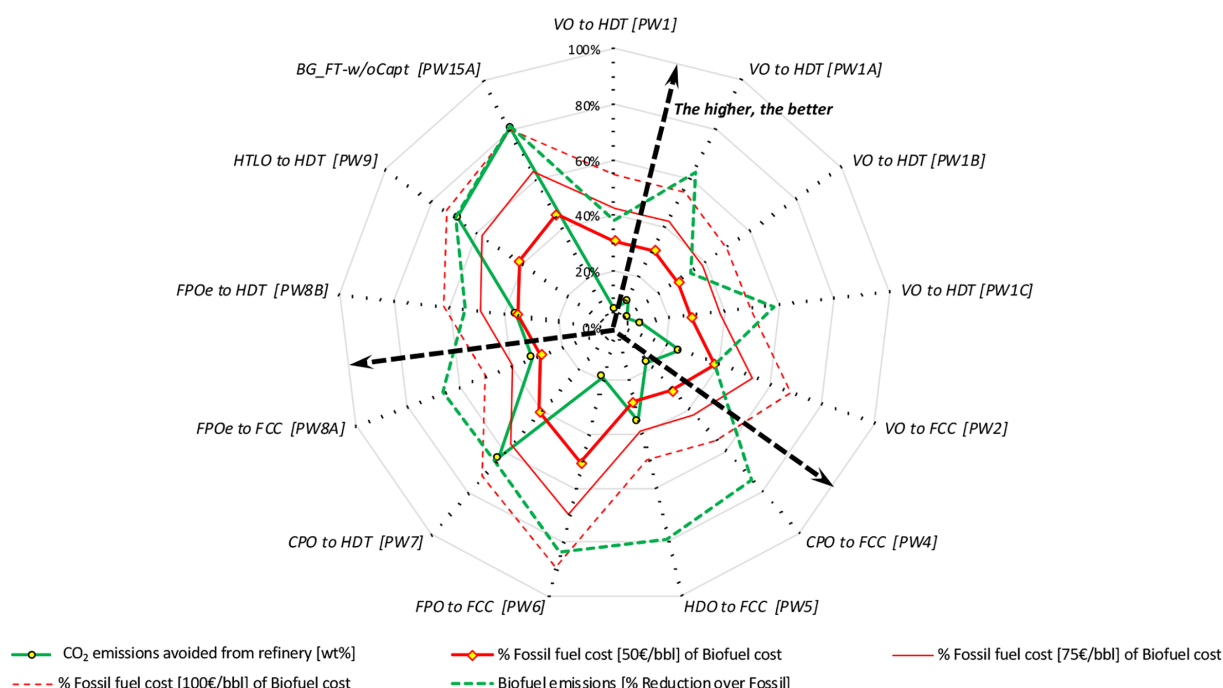 VO to HDT [PW1]
100%
BG_FT-w/oCapt [PW15A]
VO to HDT [PW1A]
80%
The higher, the better
HTLO to HDT [PW9]
VO to HDT [PW1B]
60%
40%
20%
FPOe to HDT [PW8B]
VO to HDT [PW1C]
0%
FPOe to FCC [PW8A]
VO to FCC [PW2]
CPO to HDT [PW7]
CPO to FCC [PW4]
FPO to FCC [PW6]
HDO to FCC [PW5]
CO₂ emissions avoided from refinery [wt%]
% Fossil fuel cost [50€/bbl] of Biofuel cost
% Fossil fuel cost [75€/bbl] of Biofuel cost
% Fossil fuel cost [100€/bbl] of Biofuel cost
Biofuel emissions [% Reduction over Fossil]